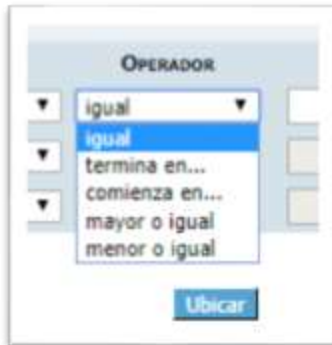 OPERADOR
igual
igual
termina en...
comienza en...
mayor o igual
menor o igual
Ubicar